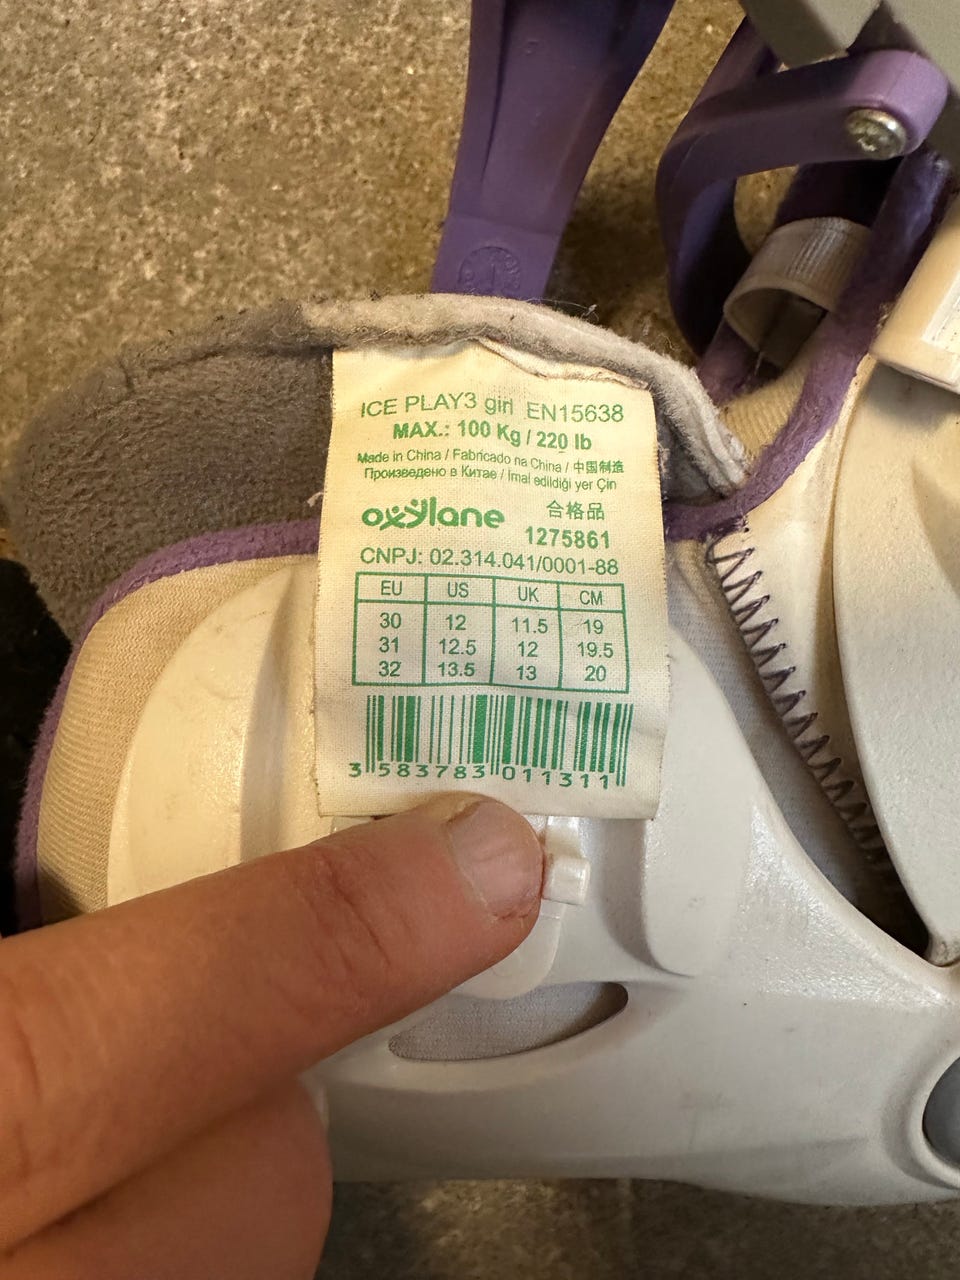 ICE PLAY3 girl EN15638
MAX.: 100 Kg / 220 lb
Made in China / Fabricado na China / 中国制造
Произведено в Китае / İmal edildiği yer Çin
oxylane 合格品
1275861
CNPJ: 02.314.041/0001-88
EU US UK CM
30 12 11.5 19
31 12.5 12 19.5
32 13.5 13 20
3 583783 011311